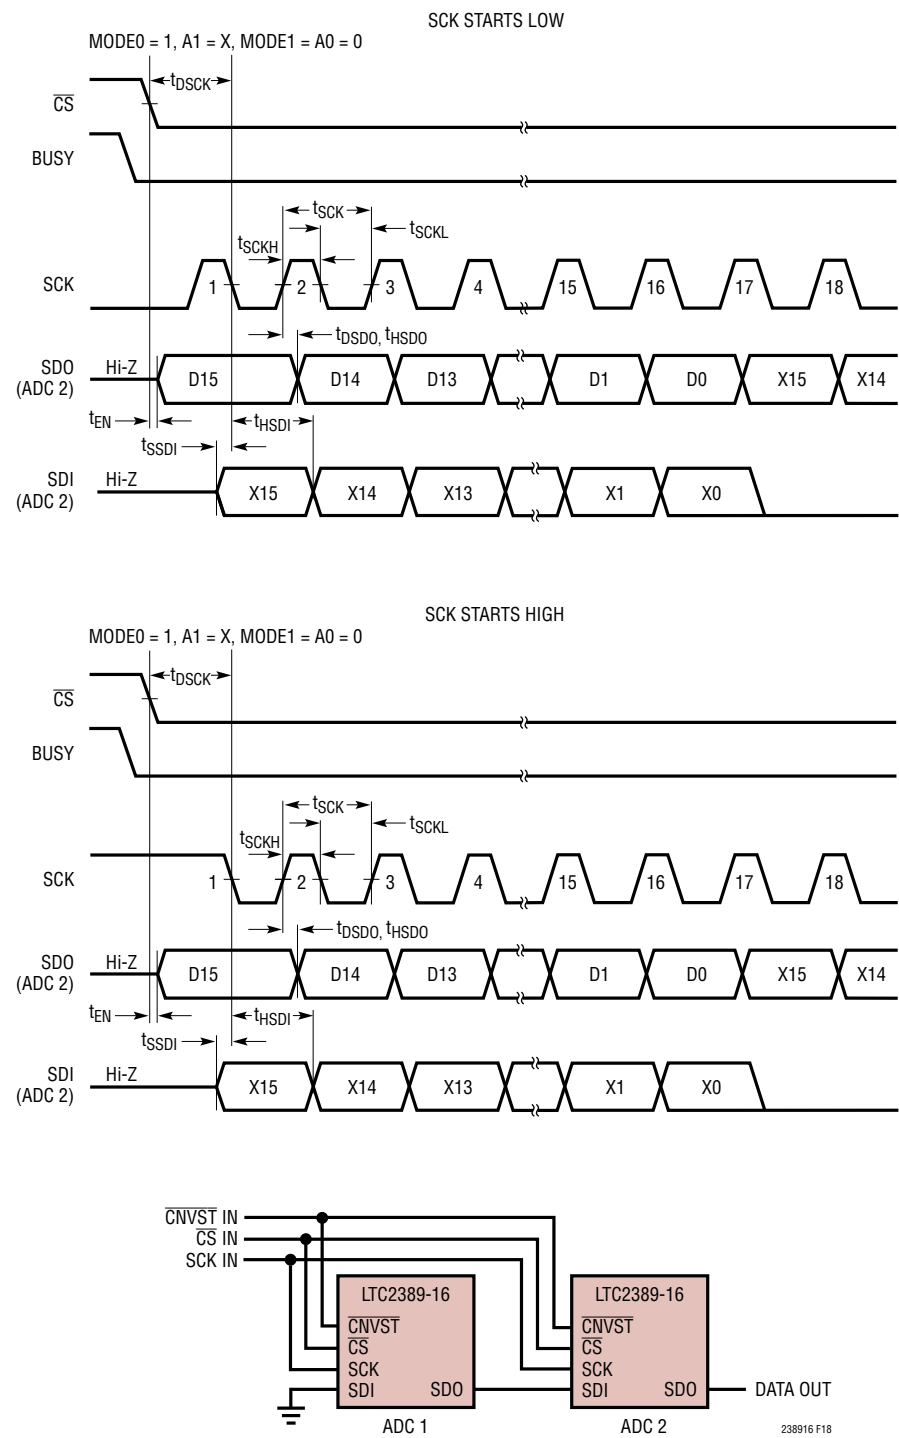 SCK STARTS LOW
MODE0 = 1, A1 = X, MODE1 = A0 = 0
tDSCK
CS
BUSY
tSCK
tSCKL
tSCKH
SCK 1 2 3 4 15 16 17 18
tDSDO, tHSDO
SDO (ADC 2) Hi-Z D15 D14 D13 D1 D0 X15 X14
tEN
tHSDI
tSSDI
SDI (ADC 2) Hi-Z X15 X14 X13 X1 X0
SCK STARTS HIGH
MODE0 = 1, A1 = X, MODE1 = A0 = 0
tDSCK
CS
BUSY
tSCK
tSCKL
tSCKH
SCK 1 2 3 4 15 16 17 18
tDSDO, tHSDO
SDO (ADC 2) Hi-Z D15 D14 D13 D1 D0 X15 X14
tEN
tHSDI
tSSDI
SDI (ADC 2) Hi-Z X15 X14 X13 X1 X0
CNVST IN
CS IN
SCK IN
LTC2389-16
CNVST
CS
SCK
SDI SDO
ADC 1
LTC2389-16
CNVST
CS
SCK
SDI SDO
ADC 2
DATA OUT
238916 F18